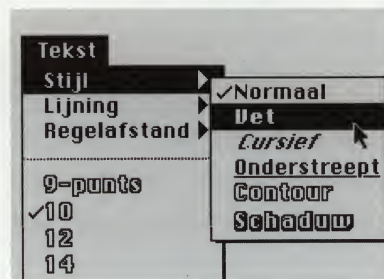 Tekst
Stijl
Lijning
Regelafstand
9-punts
✓10
12
14
✓Normaal
Vet
Cursief
Onderstreept
Contour
Schaduw